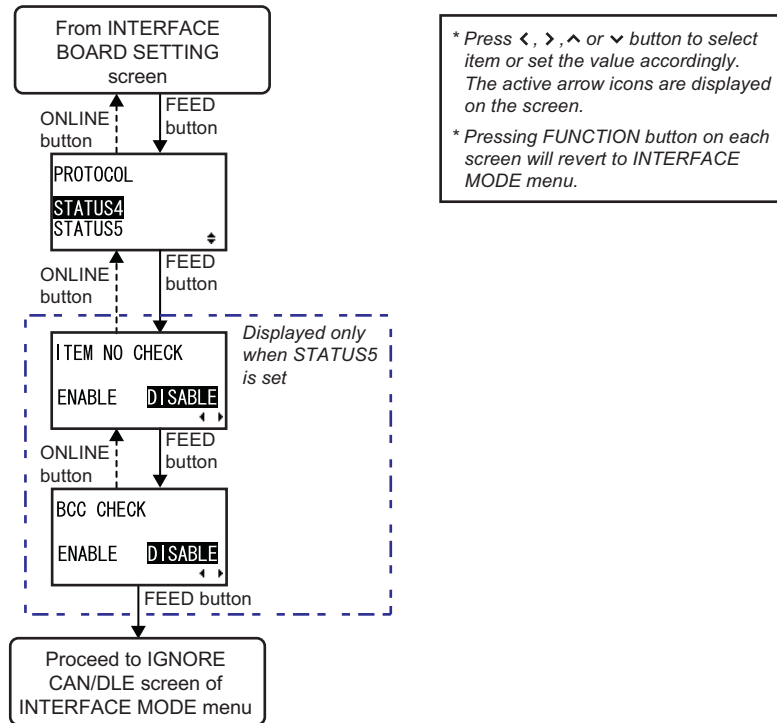 From INTERFACE
BOARD SETTING
screen
ONLINE
button
FEED
button
PROTOCOL
STATUS4
STATUS5
ONLINE
button
FEED
button
Displayed only
when STATUS5
is set
ITEM NO CHECK
ENABLE DISABLE
ONLINE
button
FEED
button
BCC CHECK
ENABLE DISABLE
FEED button
Proceed to IGNORE
CAN/DLE screen of
INTERFACE MODE menu
* Press <, >, ∧ or ∨ button to select
item or set the value accordingly.
The active arrow icons are displayed
on the screen.
* Pressing FUNCTION button on each
screen will revert to INTERFACE
MODE menu.